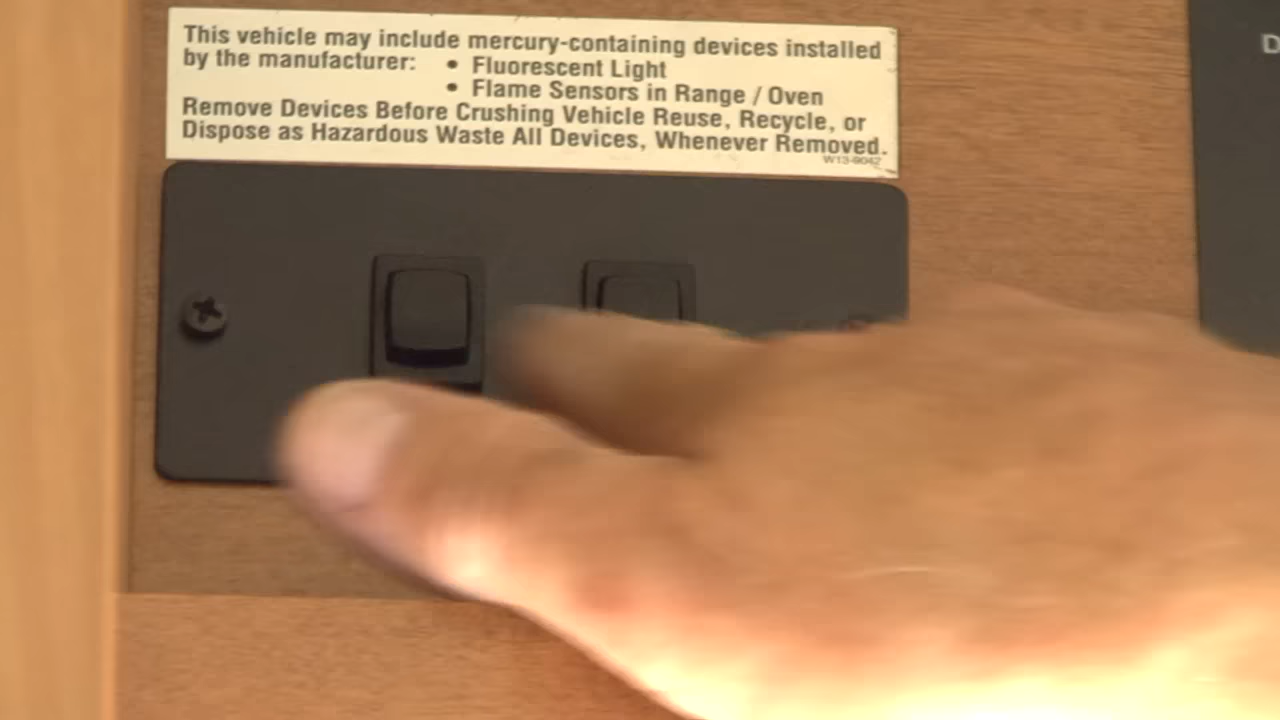 This vehicle may include mercury-containing devices installed
by the manufacturer: • Fluorescent Light
• Flame Sensors in Range / Oven
Remove Devices Before Crushing Vehicle Reuse, Recycle, or
Dispose as Hazardous Waste All Devices, Whenever Removed.
W13-9042
D